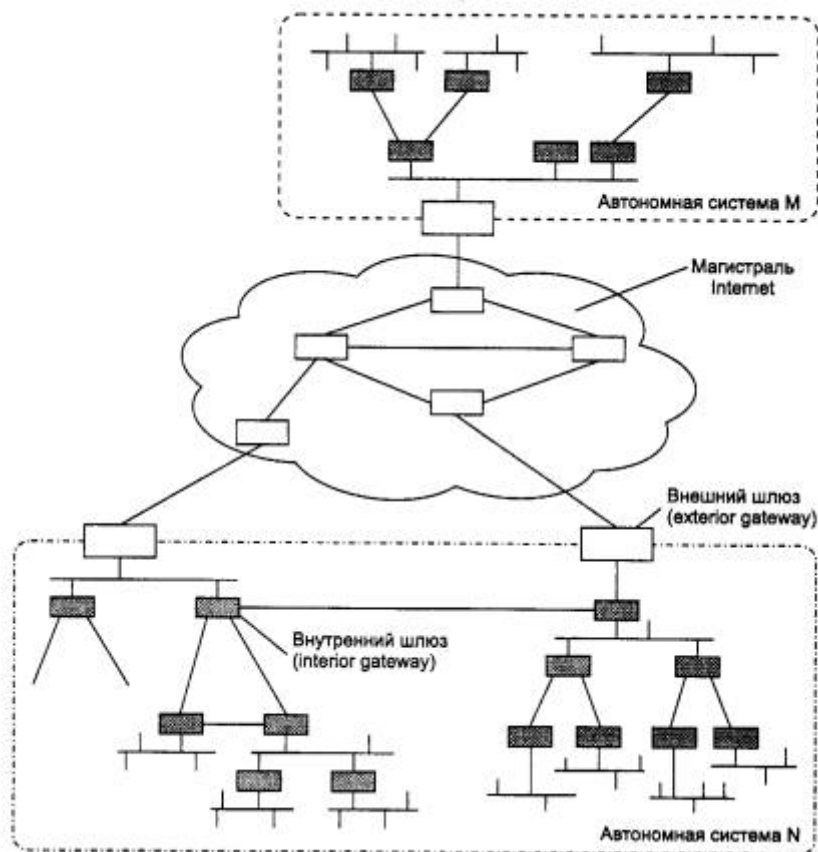 Автономная система M
Магистраль
Internet
Внешний шлюз
(exterior gateway)
Внутренний шлюз
(interior gateway)
Автономная система N